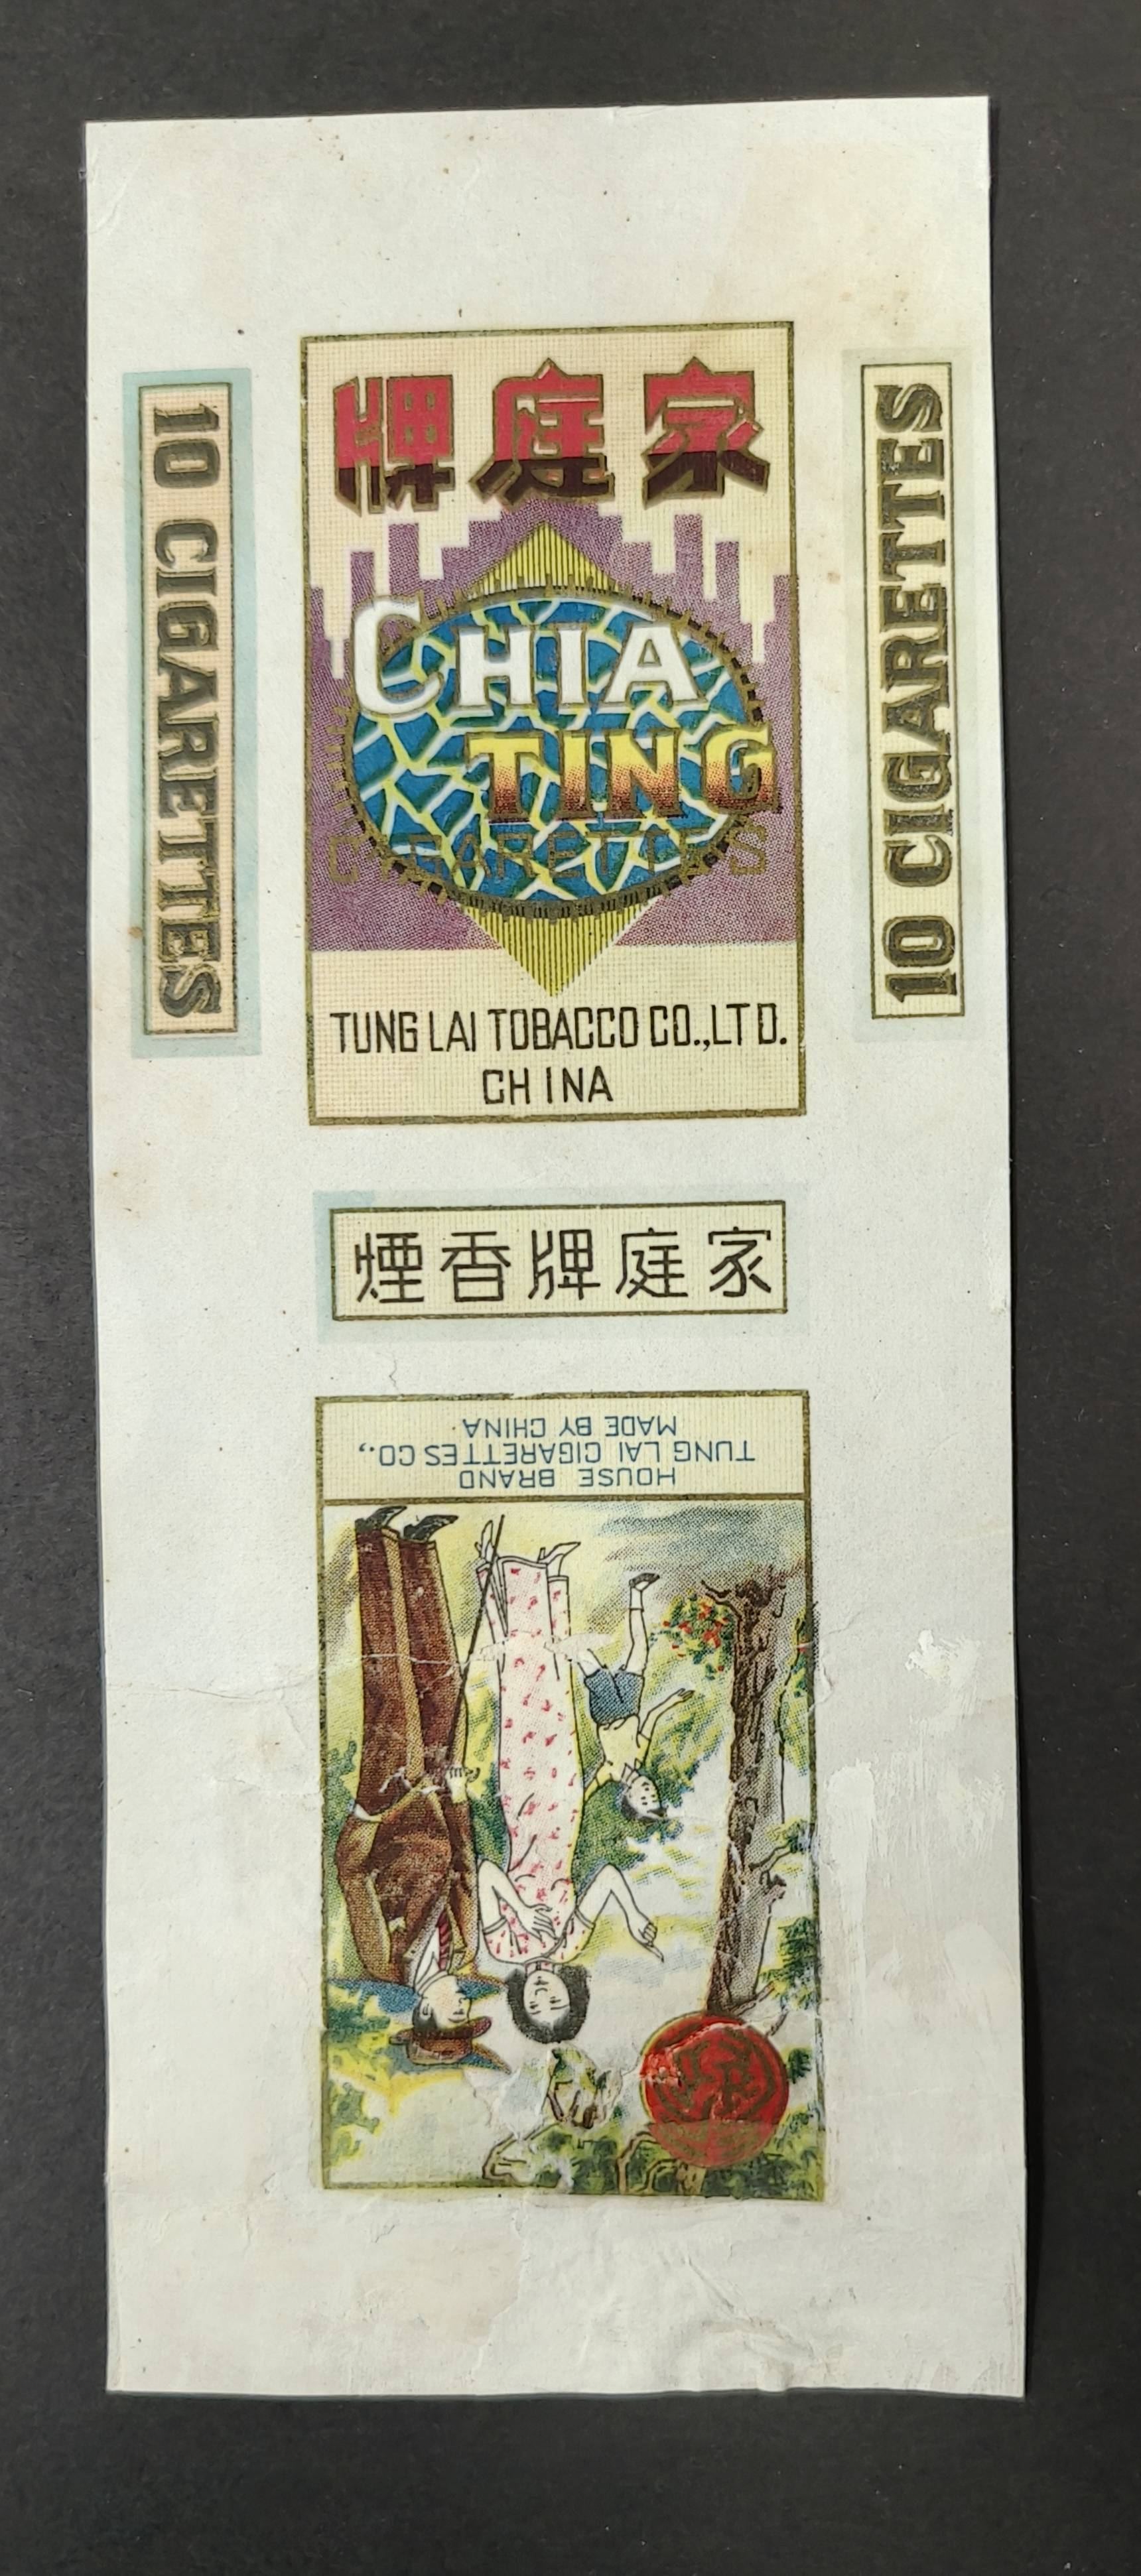 家庭牌
CHIA
TING
CIGARETTES
TUNG LAI TOBACCO CO.,LTD.
CHINA
10 CIGARETTES
10 CIGARETTES
家庭牌香煙
HOUSE BRAND
TUNG LAI CIGARETTES CO.,
MADE BY CHINA.